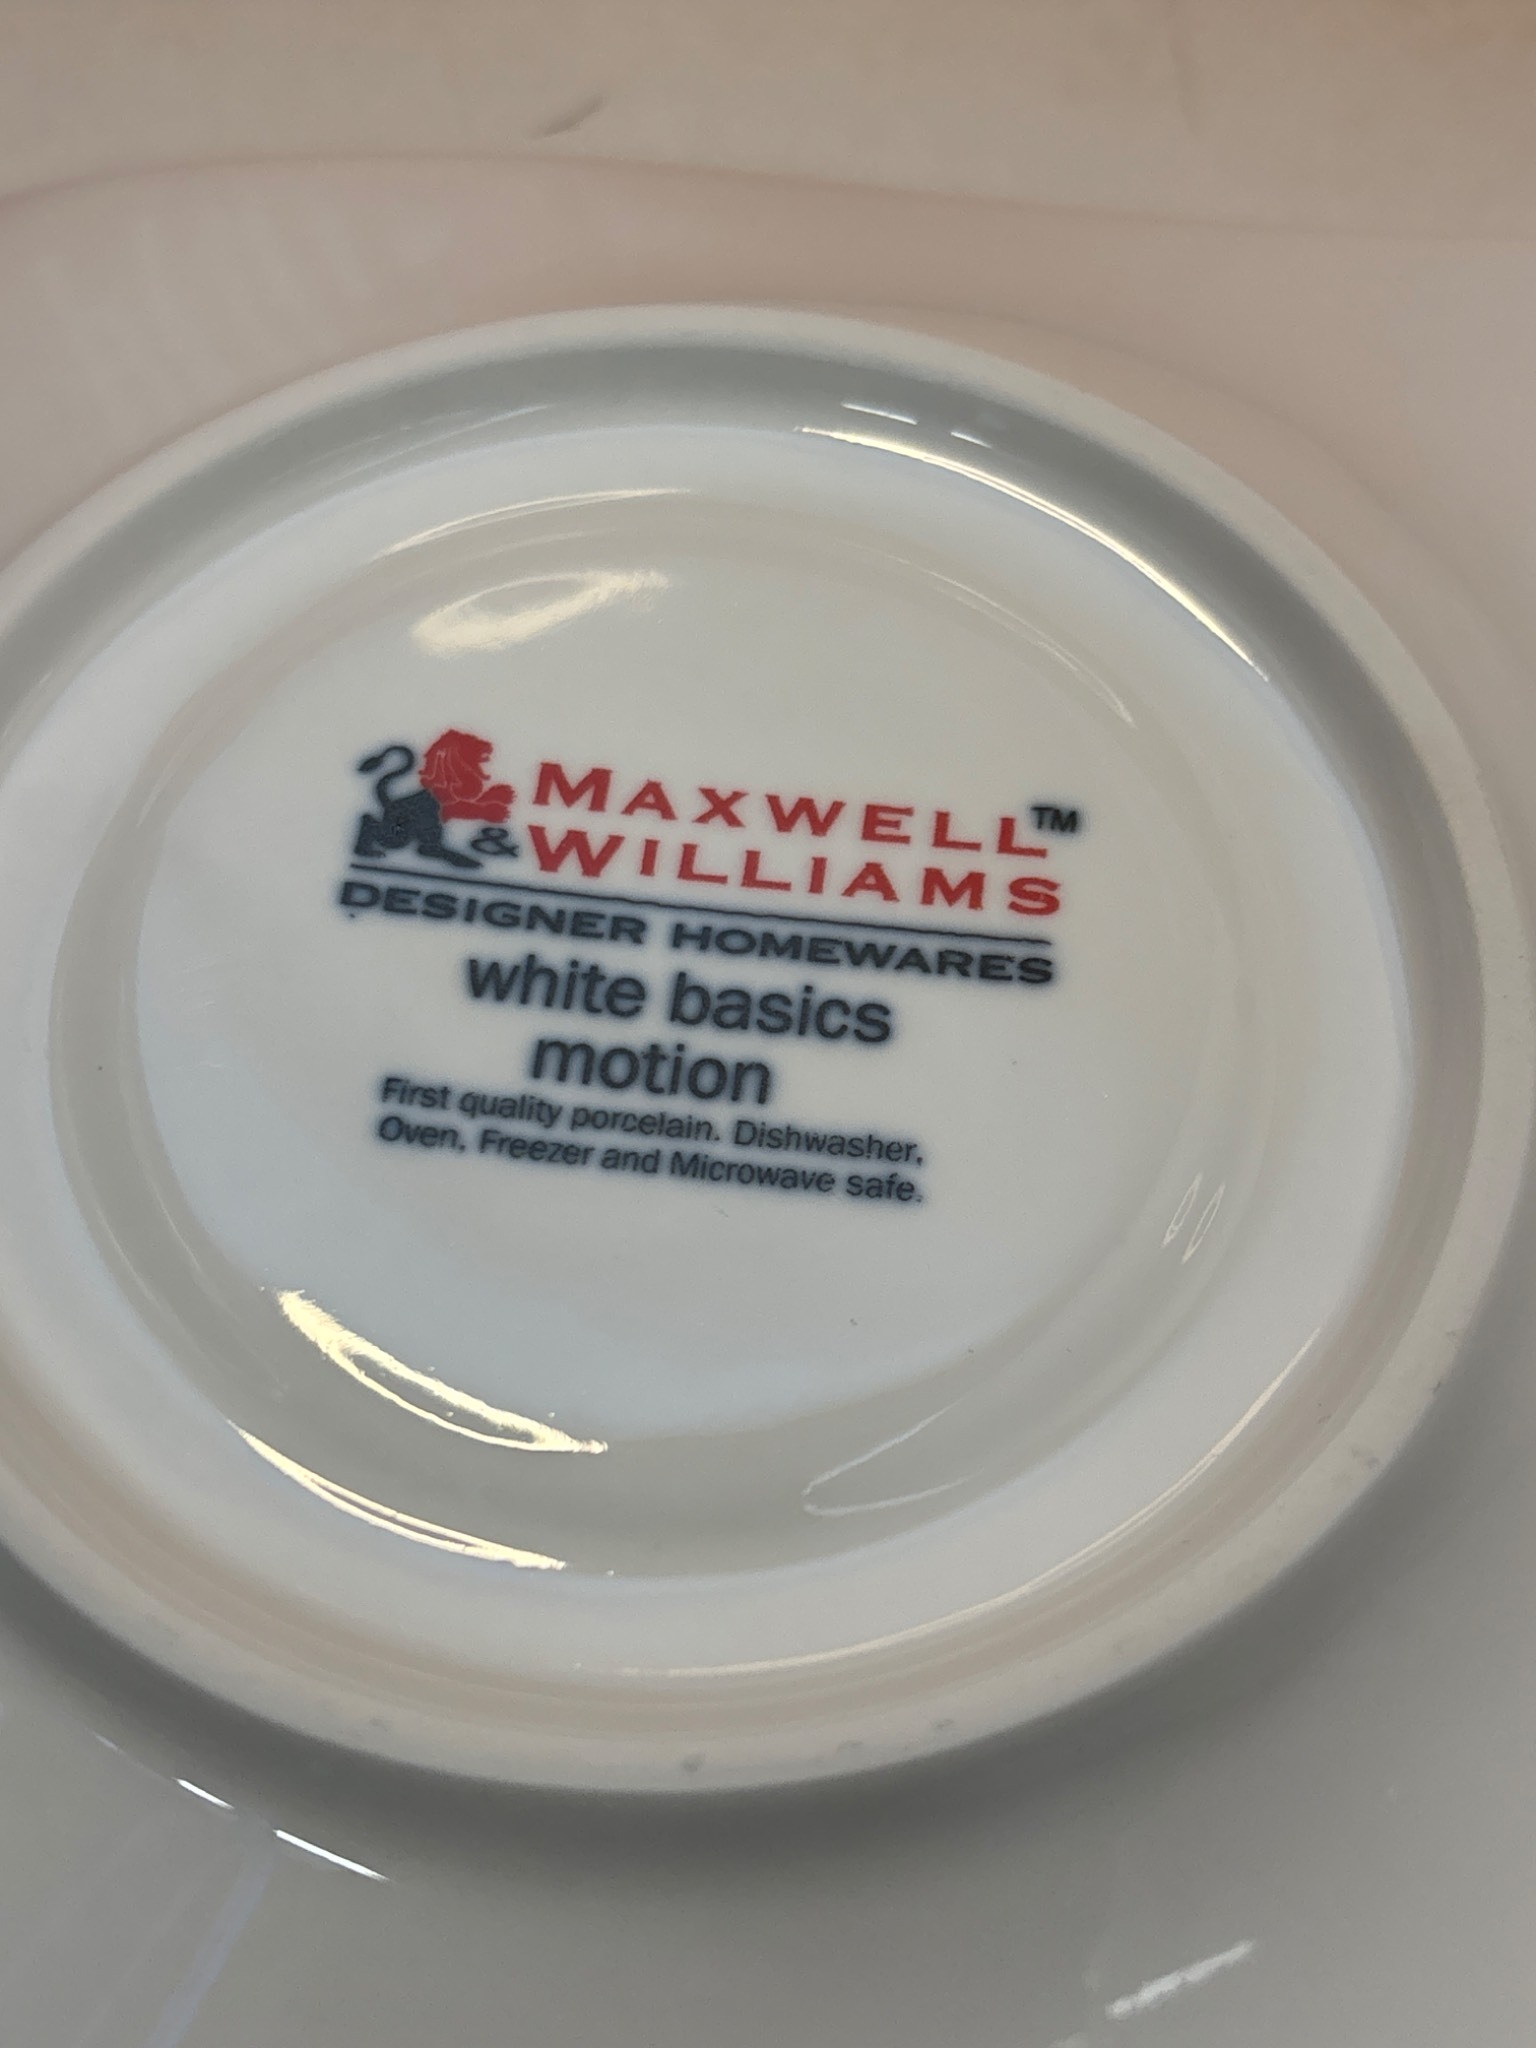 MAXWELL™
& WILLIAMS
DESIGNER HOMEWARES
white basics
motion
First quality porcelain. Dishwasher,
Oven, Freezer and Microwave safe.